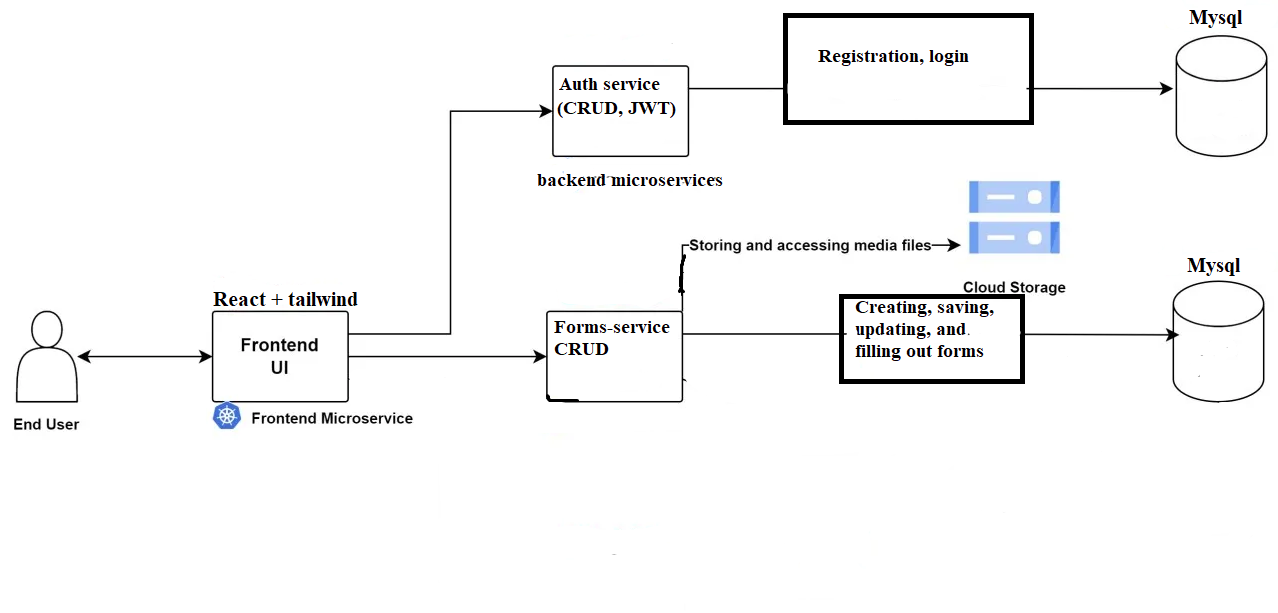 Mysql
Registration, login
Auth service
(CRUD, JWT)
backend microservices
Storing and accessing media files
Mysql
Cloud Storage
React + tailwind
Creating, saving,
updating, and.
filling out forms
Forms-service
CRUD
Frontend
UI
Frontend Microservice
End User